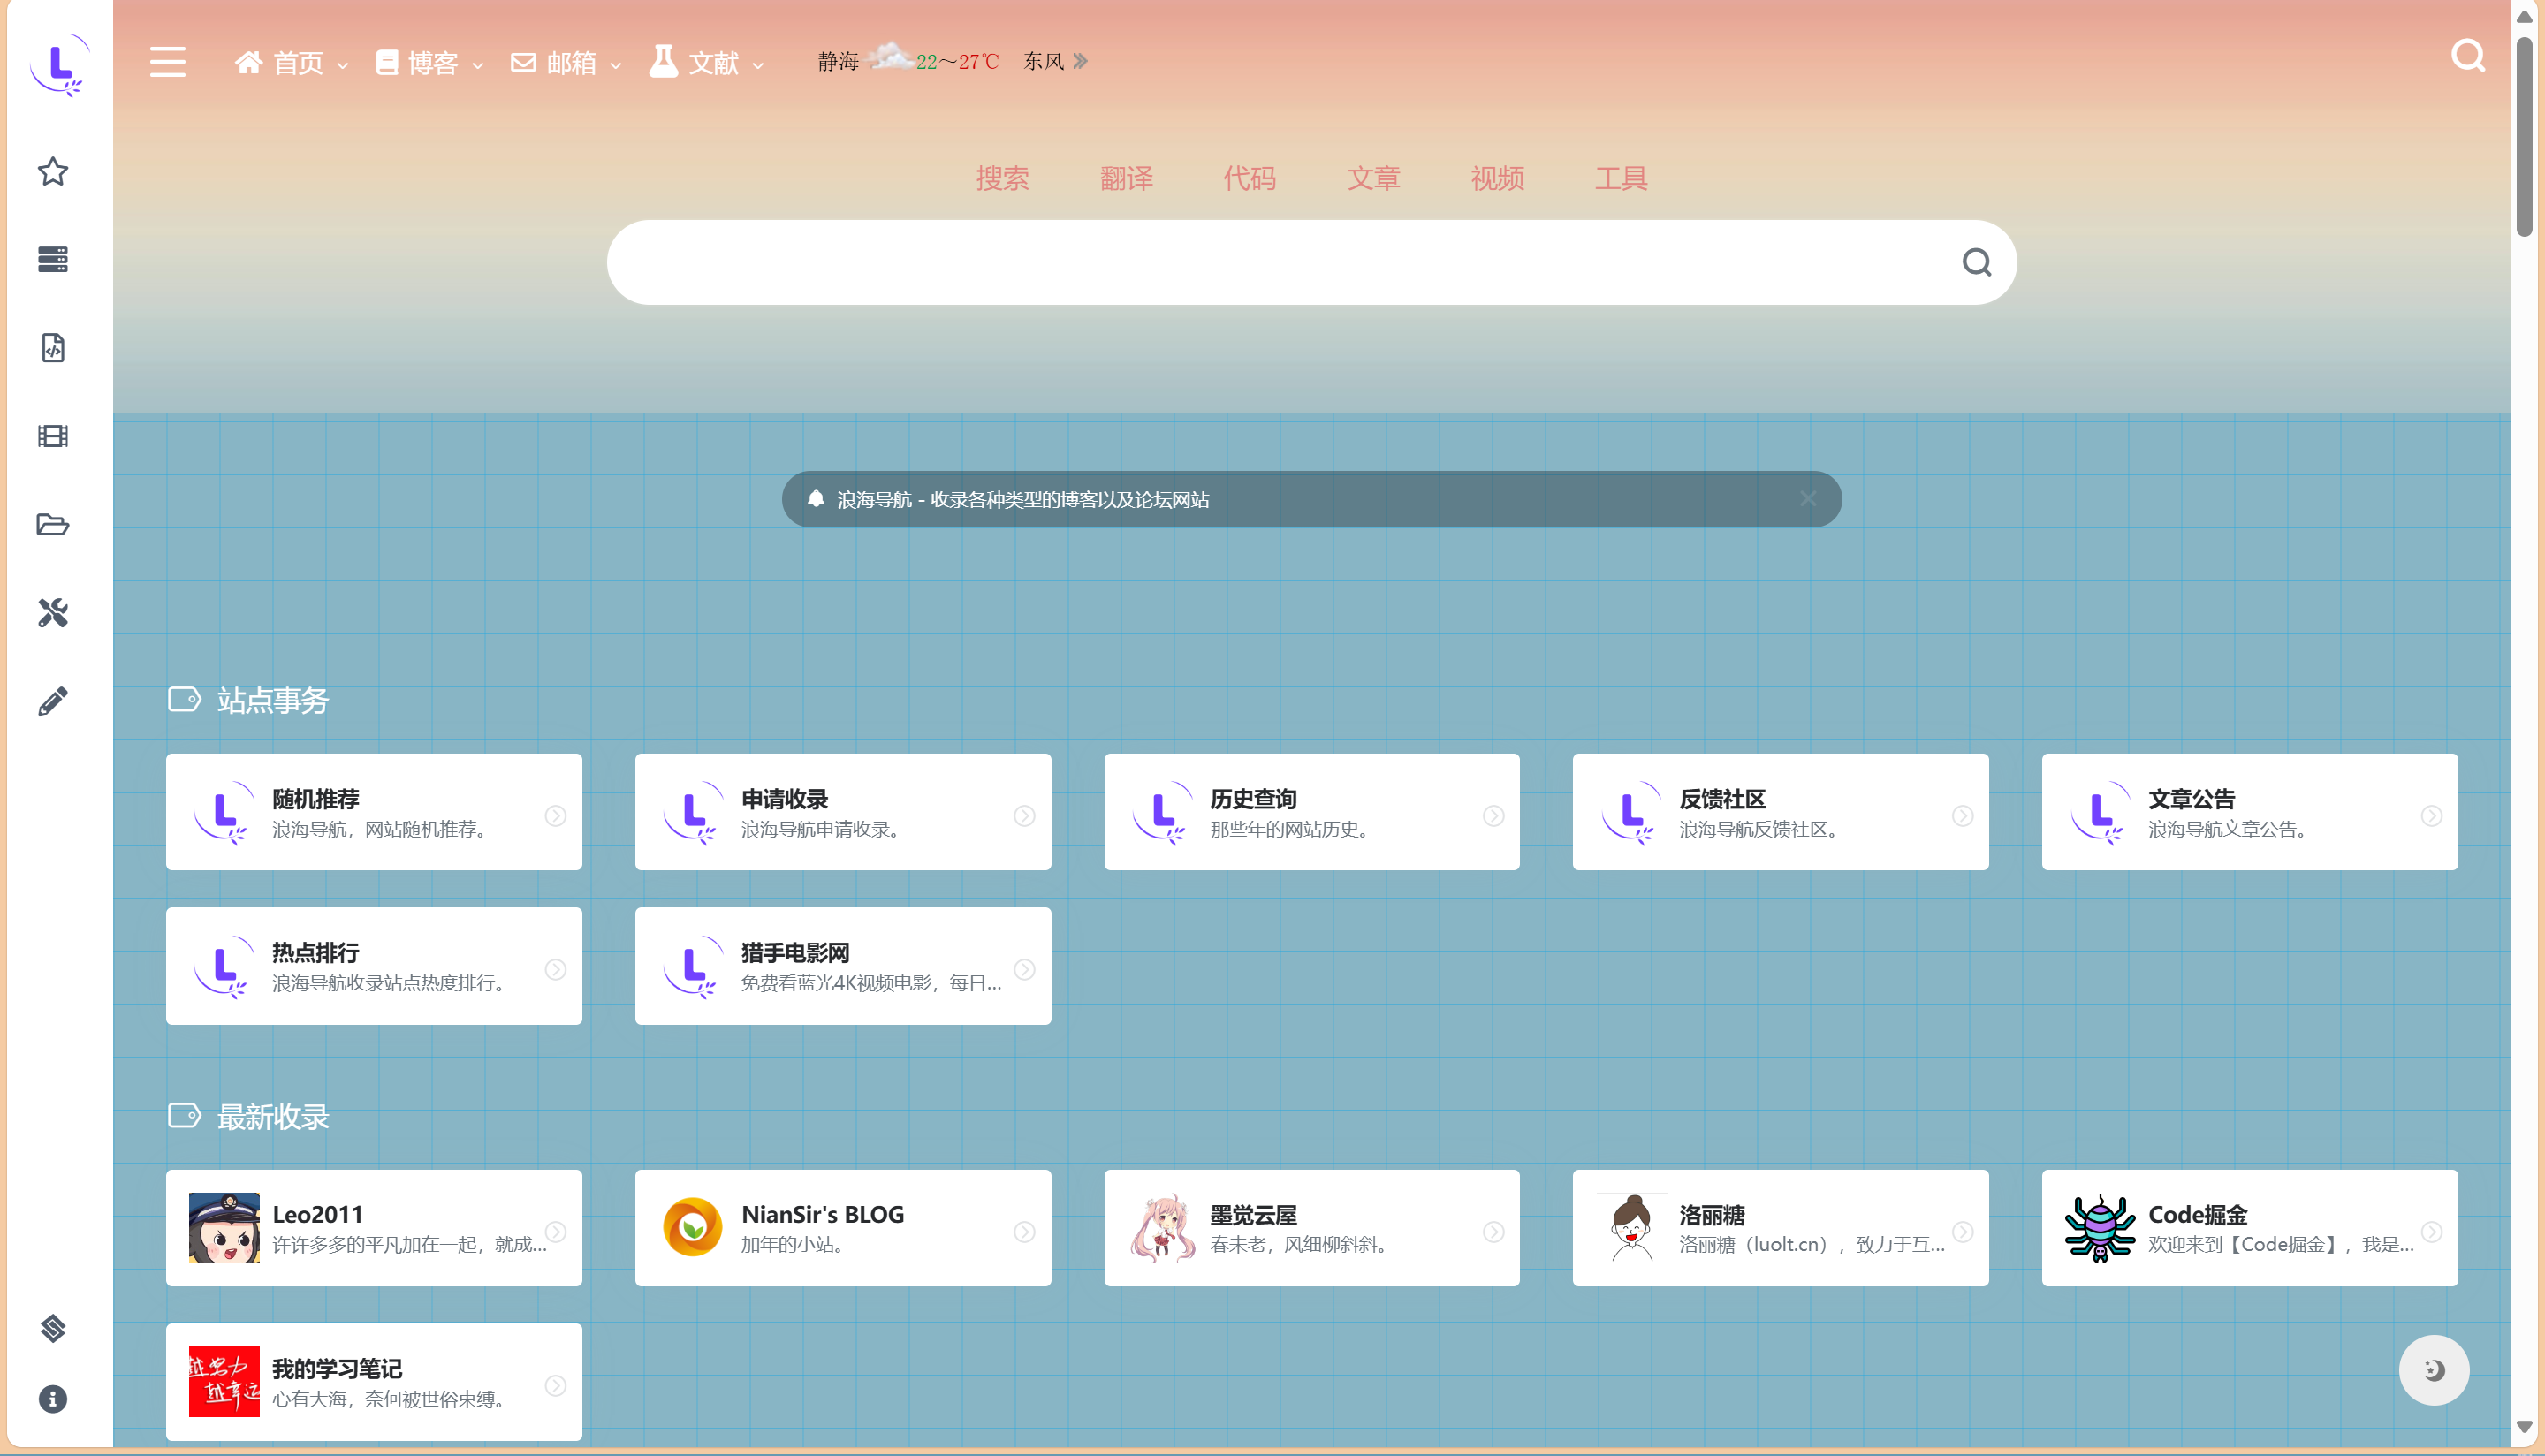 首页
博客
邮箱
文献
静海 22～27℃ 东风
搜索 翻译 代码 文章 视频 工具
浪海导航 - 收录各种类型的博客以及论坛网站
站点事务
随机推荐
浪海导航，网站随机推荐。
申请收录
浪海导航申请收录。
历史查询
那些年的网站历史。
反馈社区
浪海导航反馈社区。
文章公告
浪海导航文章公告。
热点排行
浪海导航收录站点热度排行。
猎手电影网
免费看蓝光4K视频电影，每日...
最新收录
Leo2011
许许多多的平凡加在一起，就成...
NianSir's BLOG
加年的小站。
墨觉云屋
春未老，风细柳斜斜。
洛丽糖
洛丽糖（luolt.cn），致力于互...
Code掘金
欢迎来到【Code掘金】，我是...
越努力
越幸运
我的学习笔记
心有大海，奈何被世俗束缚。